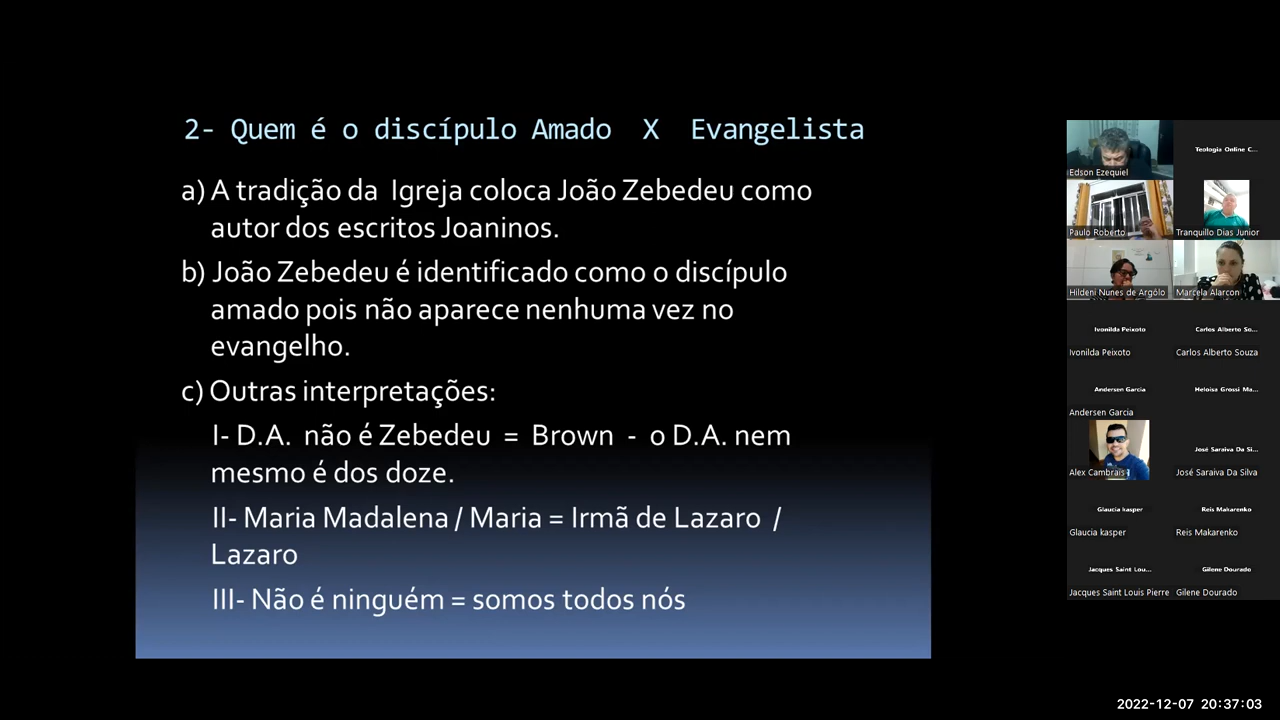 2- Quem é o discípulo Amado X Evangelista
a) A tradição da Igreja coloca João Zebedeu como
autor dos escritos Joaninos.
b) João Zebedeu é identificado como o discípulo
amado pois não aparece nenhuma vez no
evangelho.
c) Outras interpretações:
I- D.A. não é Zebedeu = Brown - o D.A. nem
mesmo é dos doze.
II- Maria Madalena / Maria = Irmã de Lazaro /
Lazaro
III- Não é ninguém = somos todos nós
Edson Ezequiel
Teologia Online C...
Paulo Roberto
Tranquillo Dias Junior
Hildeni Nunes de Argôlo
Marcela Alarcon
Ivonilda Peixoto
Carlos Alberto So...
Ivonilda Peixoto
Carlos Alberto Souza
Andersen Garcia
Heloisa Grossi Ma...
Andersen Garcia
José Saraiva Da Si...
Alex Cambrais
José Saraiva Da Silva
Glaucia kasper
Reis Makarenko
Glaucia kasper
Reis Makarenko
Jacques Saint Lou...
Gilene Dourado
Jacques Saint Louis Pierre
Gilene Dourado
2022-12-07 20:37:03